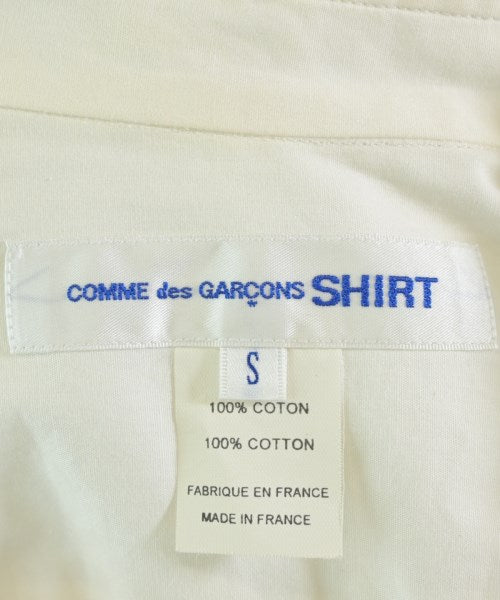 COMME des GARÇONS SHIRT
S
100% COTON
100% COTTON
FABRIQUE EN FRANCE
MADE IN FRANCE